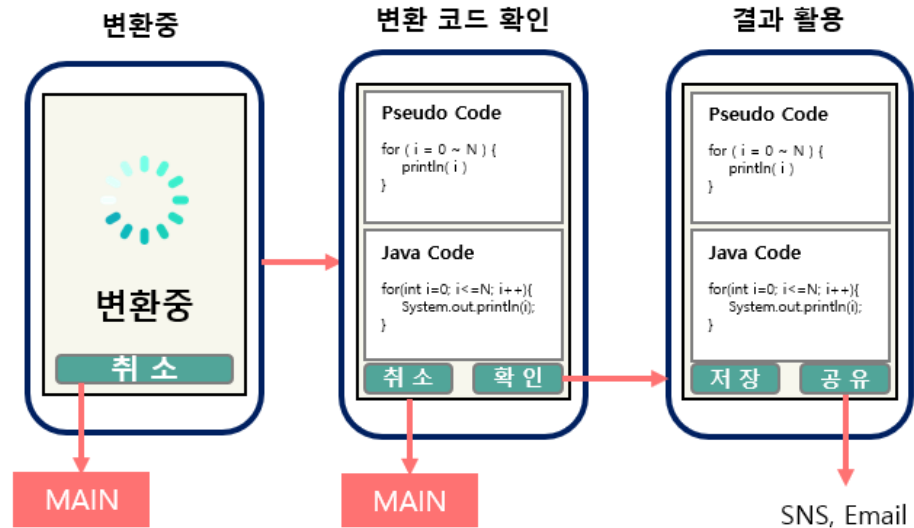 변환중
변환 코드 확인
결과 활용
변환중
취 소
MAIN
Pseudo Code
for ( i = 0 ~ N ) {
println( i )
}
Java Code
for(int i=0; i<=N; i++){
System.out.println(i);
}
취 소
확 인
MAIN
Pseudo Code
for ( i = 0 ~ N ) {
println( i )
}
Java Code
for(int i=0; i<=N; i++){
System.out.println(i);
}
저 장
공 유
SNS, Email